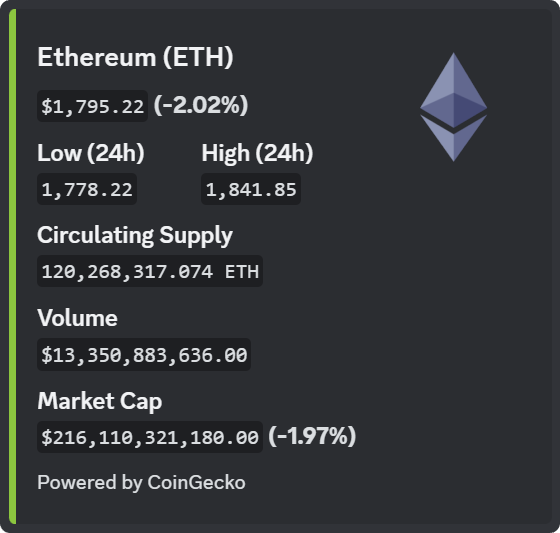 Ethereum (ETH)
$1,795.22 (-2.02%)
Low (24h) High (24h)
1,778.22 1,841.85
Circulating Supply
120,268,317.074 ETH
Volume
$13,350,883,636.00
Market Cap
$216,110,321,180.00 (-1.97%)
Powered by CoinGecko